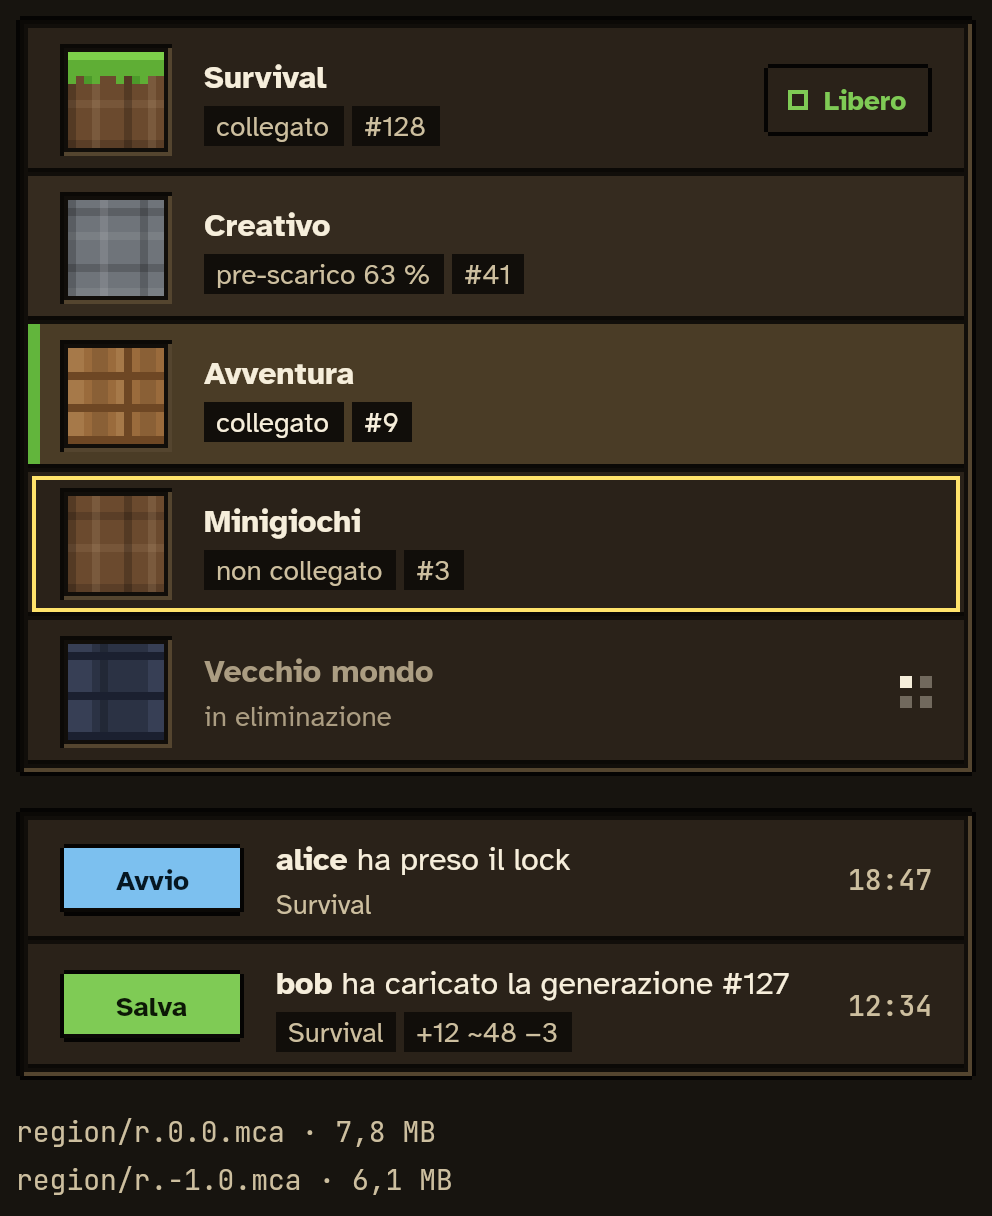 Survival
collegato #128
Libero
Creativo
pre-scarico 63 % #41
Avventura
collegato #9
Minigiochi
non collegato #3
Vecchio mondo
in eliminazione
Avvio
alice ha preso il lock
Survival
18:47
Salva
bob ha caricato la generazione #127
Survival +12 ~48 −3
12:34
region/r.0.0.mca · 7,8 MB
region/r.-1.0.mca · 6,1 MB